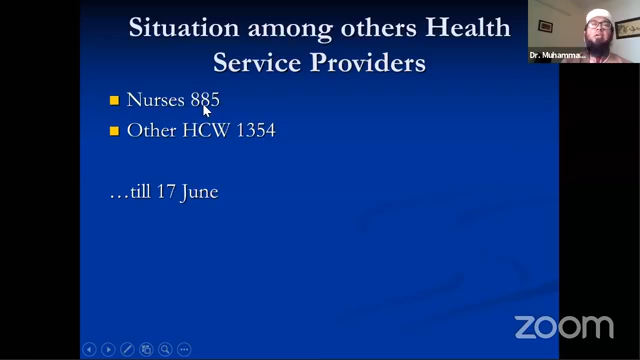 Situation among others Health
Service Providers
Dr. Muhamma...
Nurses 885
Other HCW 1354
...till 17 June
zoom